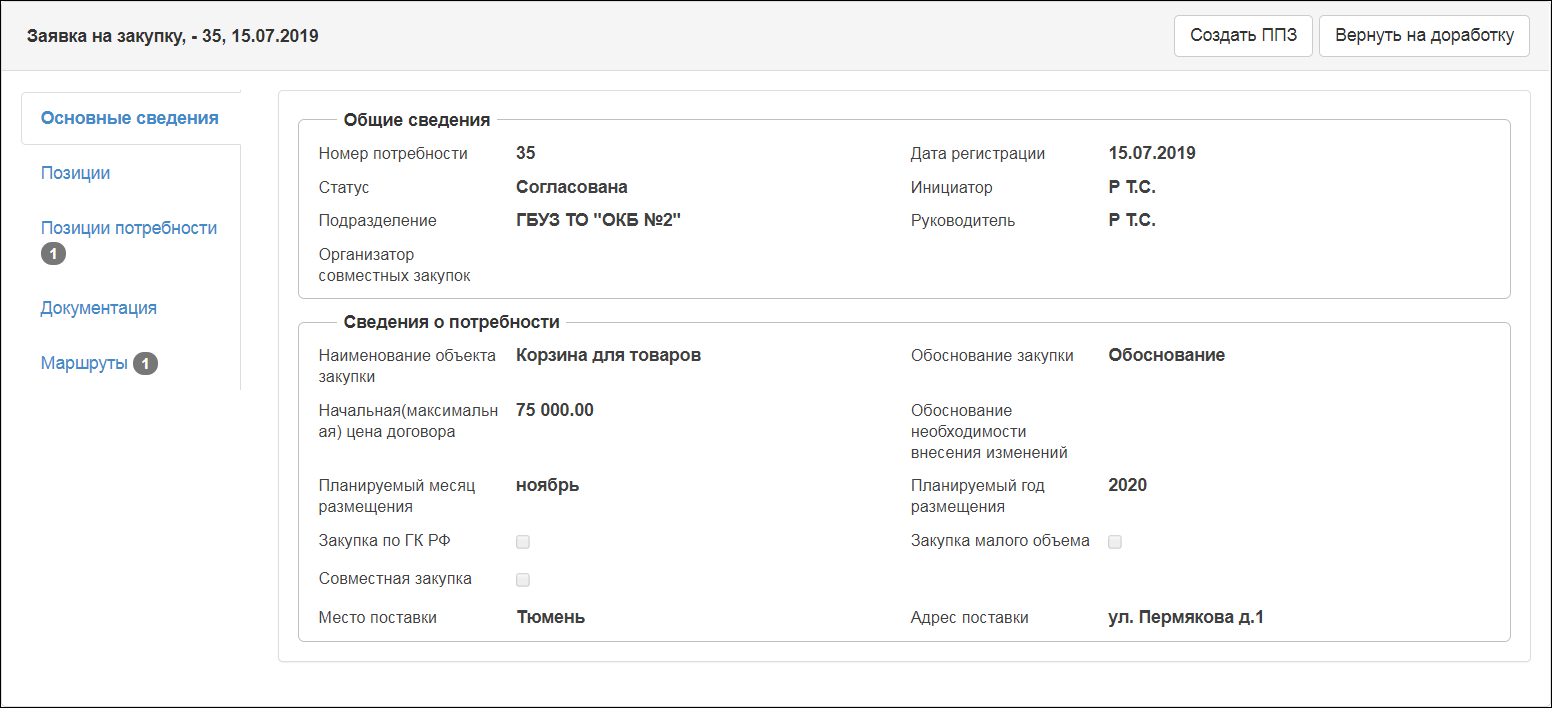 Заявка на закупку, - 35, 15.07.2019
Создать ППЗ
Вернуть на доработку
Основные сведения
Позиции
Позиции потребности
1
Документация
Маршруты 1
Общие сведения
Номер потребности 35 Дата регистрации 15.07.2019
Статус Согласована Инициатор Р Т.С.
Подразделение ГБУЗ ТО "ОКБ №2" Руководитель Р Т.С.
Организатор
совместных закупок
Сведения о потребности
Наименование объекта Корзина для товаров Обоснование закупки Обоснование
закупки
Начальная(максимальн 75 000.00 Обоснование
ая) цена договора необходимости
внесения изменений
Планируемый месяц ноябрь Планируемый год 2020
размещения размещения
Закупка по ГК РФ Закупка малого объема
Совместная закупка
Место поставки Тюмень Адрес поставки ул. Пермякова д.1